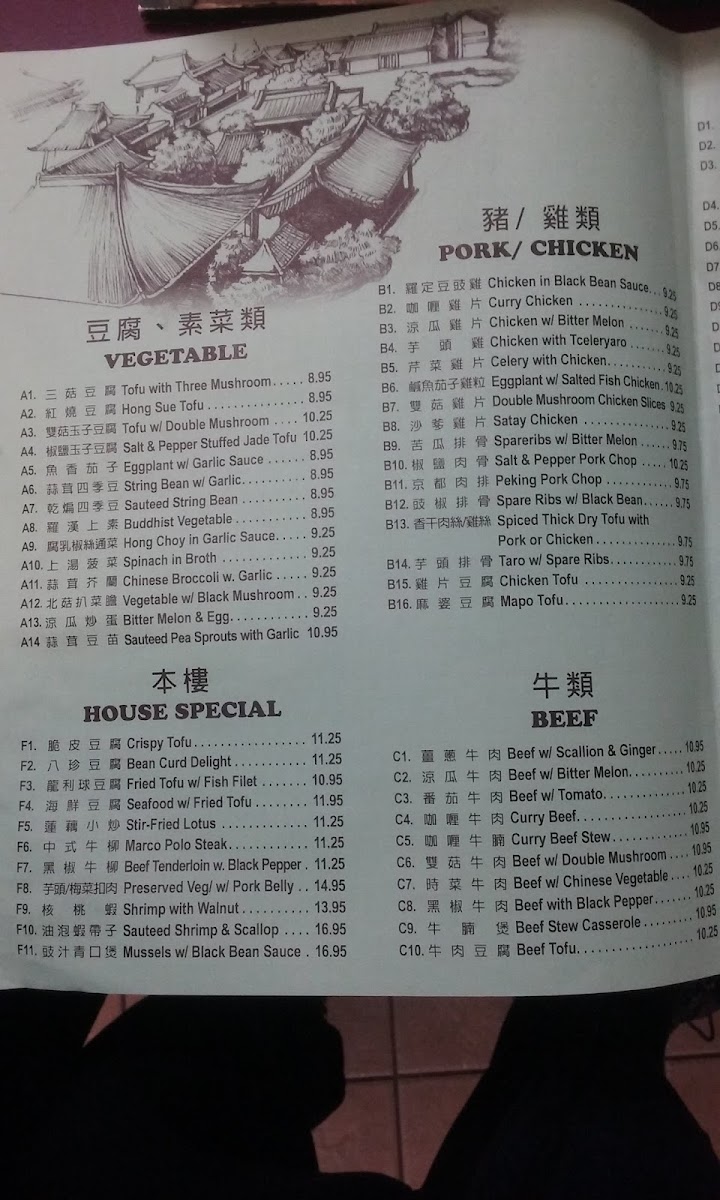 豆腐、素菜類
VEGETABLE
A1. 三菇豆腐 Tofu with Three Mushroom..... 8.95
A2. 紅燒豆腐 Hong Sue Tofu ............... 8.95
A3. 雙菇玉子豆腐 Tofu w/ Double Mushroom .... 10.25
A4. 椒鹽玉子豆腐 Salt & Pepper Stuffed Jade Tofu 10.25
A5. 魚香茄子 Eggplant w/ Garlic Sauce ...... 8.95
A6. 蒜茸四季豆 String Bean w/ Garlic.......... 8.95
A7. 乾煸四季豆 Sauteed String Bean .......... 8.95
A8. 羅漢上素 Buddhist Vegetable ........... 8.95
A9. 腐乳椒絲通菜 Hong Choy in Garlic Sauce..... 9.25
A10. 上湯菠菜 Spinach in Broth ............. 9.25
A11. 蒜茸芥蘭 Chinese Broccoli w. Garlic ..... 9.25
A12. 北菇扒菜膽 Vegetable w/ Black Mushroom .. 9.25
A13. 涼瓜炒蛋 Bitter Melon & Egg............ 9.25
A14 蒜茸豆苗 Sauteed Pea Sprouts with Garlic 10.95
本樓
HOUSE SPECIAL
F1. 脆皮豆腐 Crispy Tofu................. 11.25
F2. 八珍豆腐 Bean Curd Delight........... 11.25
F3. 龍利球豆腐 Fried Tofu w/ Fish Filet ....... 10.95
F4. 海鮮豆腐 Seafood w/ Fried Tofu ........ 11.95
F5. 蓮藕小炒 Stir-Fried Lotus ............. 11.25
F6. 中式牛柳 Marco Polo Steak............ 11.25
F7. 黑椒牛柳 Beef Tenderloin w. Black Pepper . 11.25
F8. 芋頭/梅菜扣肉 Preserved Veg/ w/ Pork Belly .. 14.95
F9. 核桃蝦 Shrimp with Walnut .......... 13.95
F10. 油泡蝦帶子 Sauteed Shrimp & Scallop .... 16.95
F11. 豉汁青口煲 Mussels w/ Black Bean Sauce . 16.95
豬/ 雞類
PORK/ CHICKEN
B1. 羅定豆豉雞 Chicken in Black Bean Sauce... 9.25
B2. 咖喱雞片 Curry Chicken ............. 9.25
B3. 涼瓜雞片 Chicken w/ Bitter Melon ....... 9.25
B4. 芋頭雞 Chicken with Tceleryaro ....... 9.25
B5. 芹菜雞片 Celery with Chicken........... 9.25
B6. 鹹魚茄子雞粒 Eggplant w/ Salted Fish Chicken. 10.25
B7. 雙菇雞片 Double Mushroom Chicken Slices 9.25
B8. 沙爹雞片 Satay Chicken .............. 9.25
B9. 苦瓜排骨 Spareribs w/ Bitter Melon ..... 9.75
B10. 椒鹽肉骨 Salt & Pepper Pork Chop ..... 10.25
B11. 京都肉排 Peking Pork Chop ........... 9.75
B12. 豉椒排骨 Spare Ribs w/ Black Bean...... 9.75
B13. 香干肉絲/雞絲 Spiced Thick Dry Tofu with
Pork or Chicken ............... 9.75
B14. 芋頭排骨 Taro w/ Spare Ribs............ 9.75
B15. 雞片豆腐 Chicken Tofu ............... 9.25
B16. 麻婆豆腐 Mapo Tofu.................. 9.25
牛類
BEEF
C1. 薑蔥牛肉 Beef w/ Scallion & Ginger..... 10.95
C2. 涼瓜牛肉 Beef w/ Bitter Melon.......... 10.25
C3. 番茄牛肉 Beef w/ Tomato.............. 10.25
C4. 咖喱牛肉 Curry Beef.................. 10.25
C5. 咖喱牛腩 Curry Beef Stew............. 10.95
C6. 雙菇牛肉 Beef w/ Double Mushroom .... 10.95
C7. 時菜牛肉 Beef w/ Chinese Vegetable .... 10.25
C8. 黑椒牛肉 Beef with Black Pepper........ 10.25
C9. 牛腩煲 Beef Stew Casserole.......... 10.95
C10. 牛肉豆腐 Beef Tofu.................... 10.25
D1.
D2.
D3.
D4.
D5.
D6.
D7